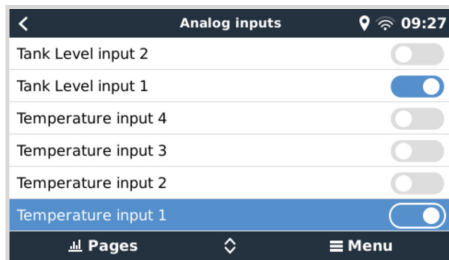 Analog inputs 09:27
Tank Level input 2
Tank Level input 1
Temperature input 4
Temperature input 3
Temperature input 2
Temperature input 1
Pages Menu